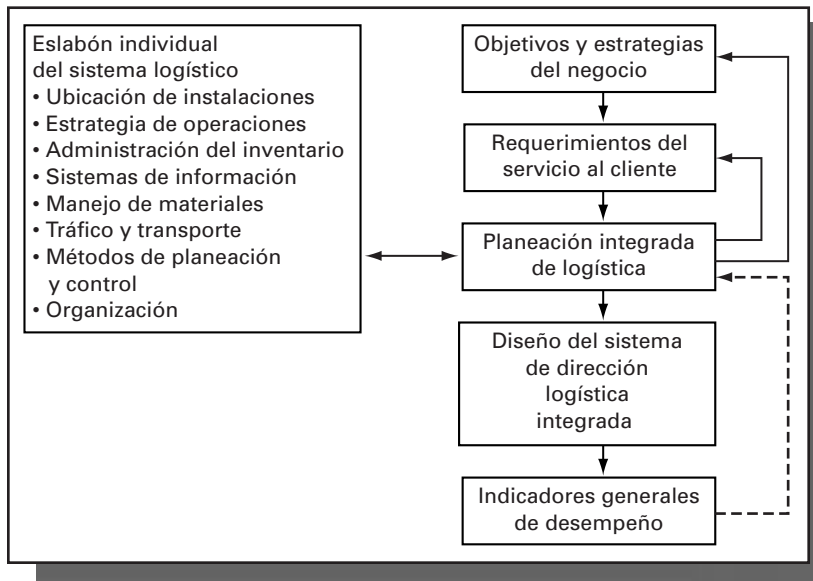 Eslabón individual
del sistema logístico
• Ubicación de instalaciones
• Estrategia de operaciones
• Administración del inventario
• Sistemas de información
• Manejo de materiales
• Tráfico y transporte
• Métodos de planeación
y control
• Organización
Objetivos y estrategias
del negocio
Requerimientos del
servicio al cliente
Planeación integrada
de logística
Diseño del sistema
de dirección
logística
integrada
Indicadores generales
de desempeño